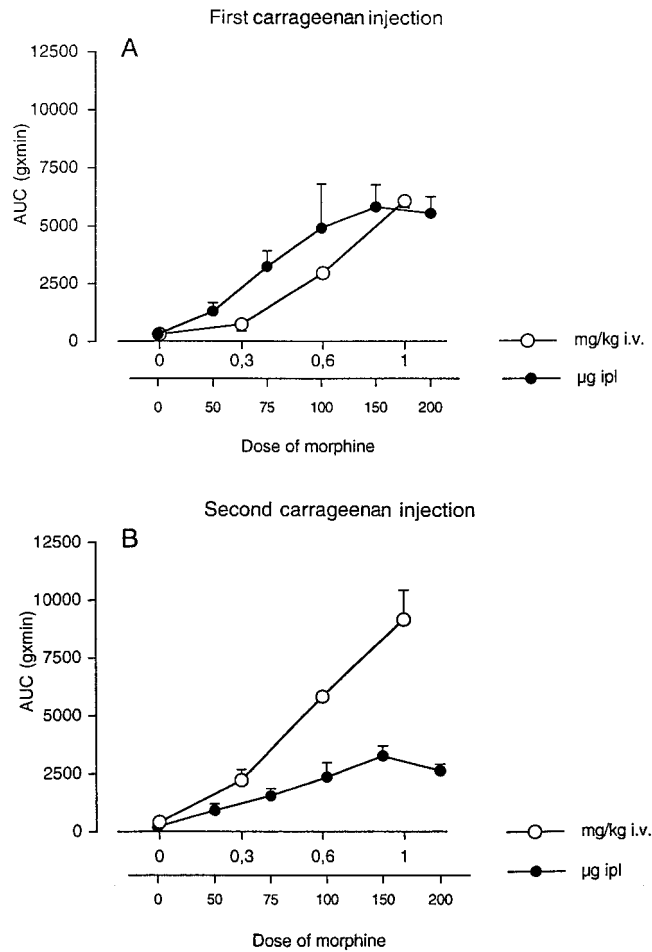 First carrageenan injection
A
12500
10000
7500
5000
2500
0
AUC (gxmin)
0 0,3 0,6 1
0 50 75 100 150 200
Dose of morphine
mg/kg i.v.
µg ipl
Second carrageenan injection
B
12500
10000
7500
5000
2500
0
AUC (gxmin)
0 0,3 0,6 1
0 50 75 100 150 200
Dose of morphine
mg/kg i.v.
µg ipl